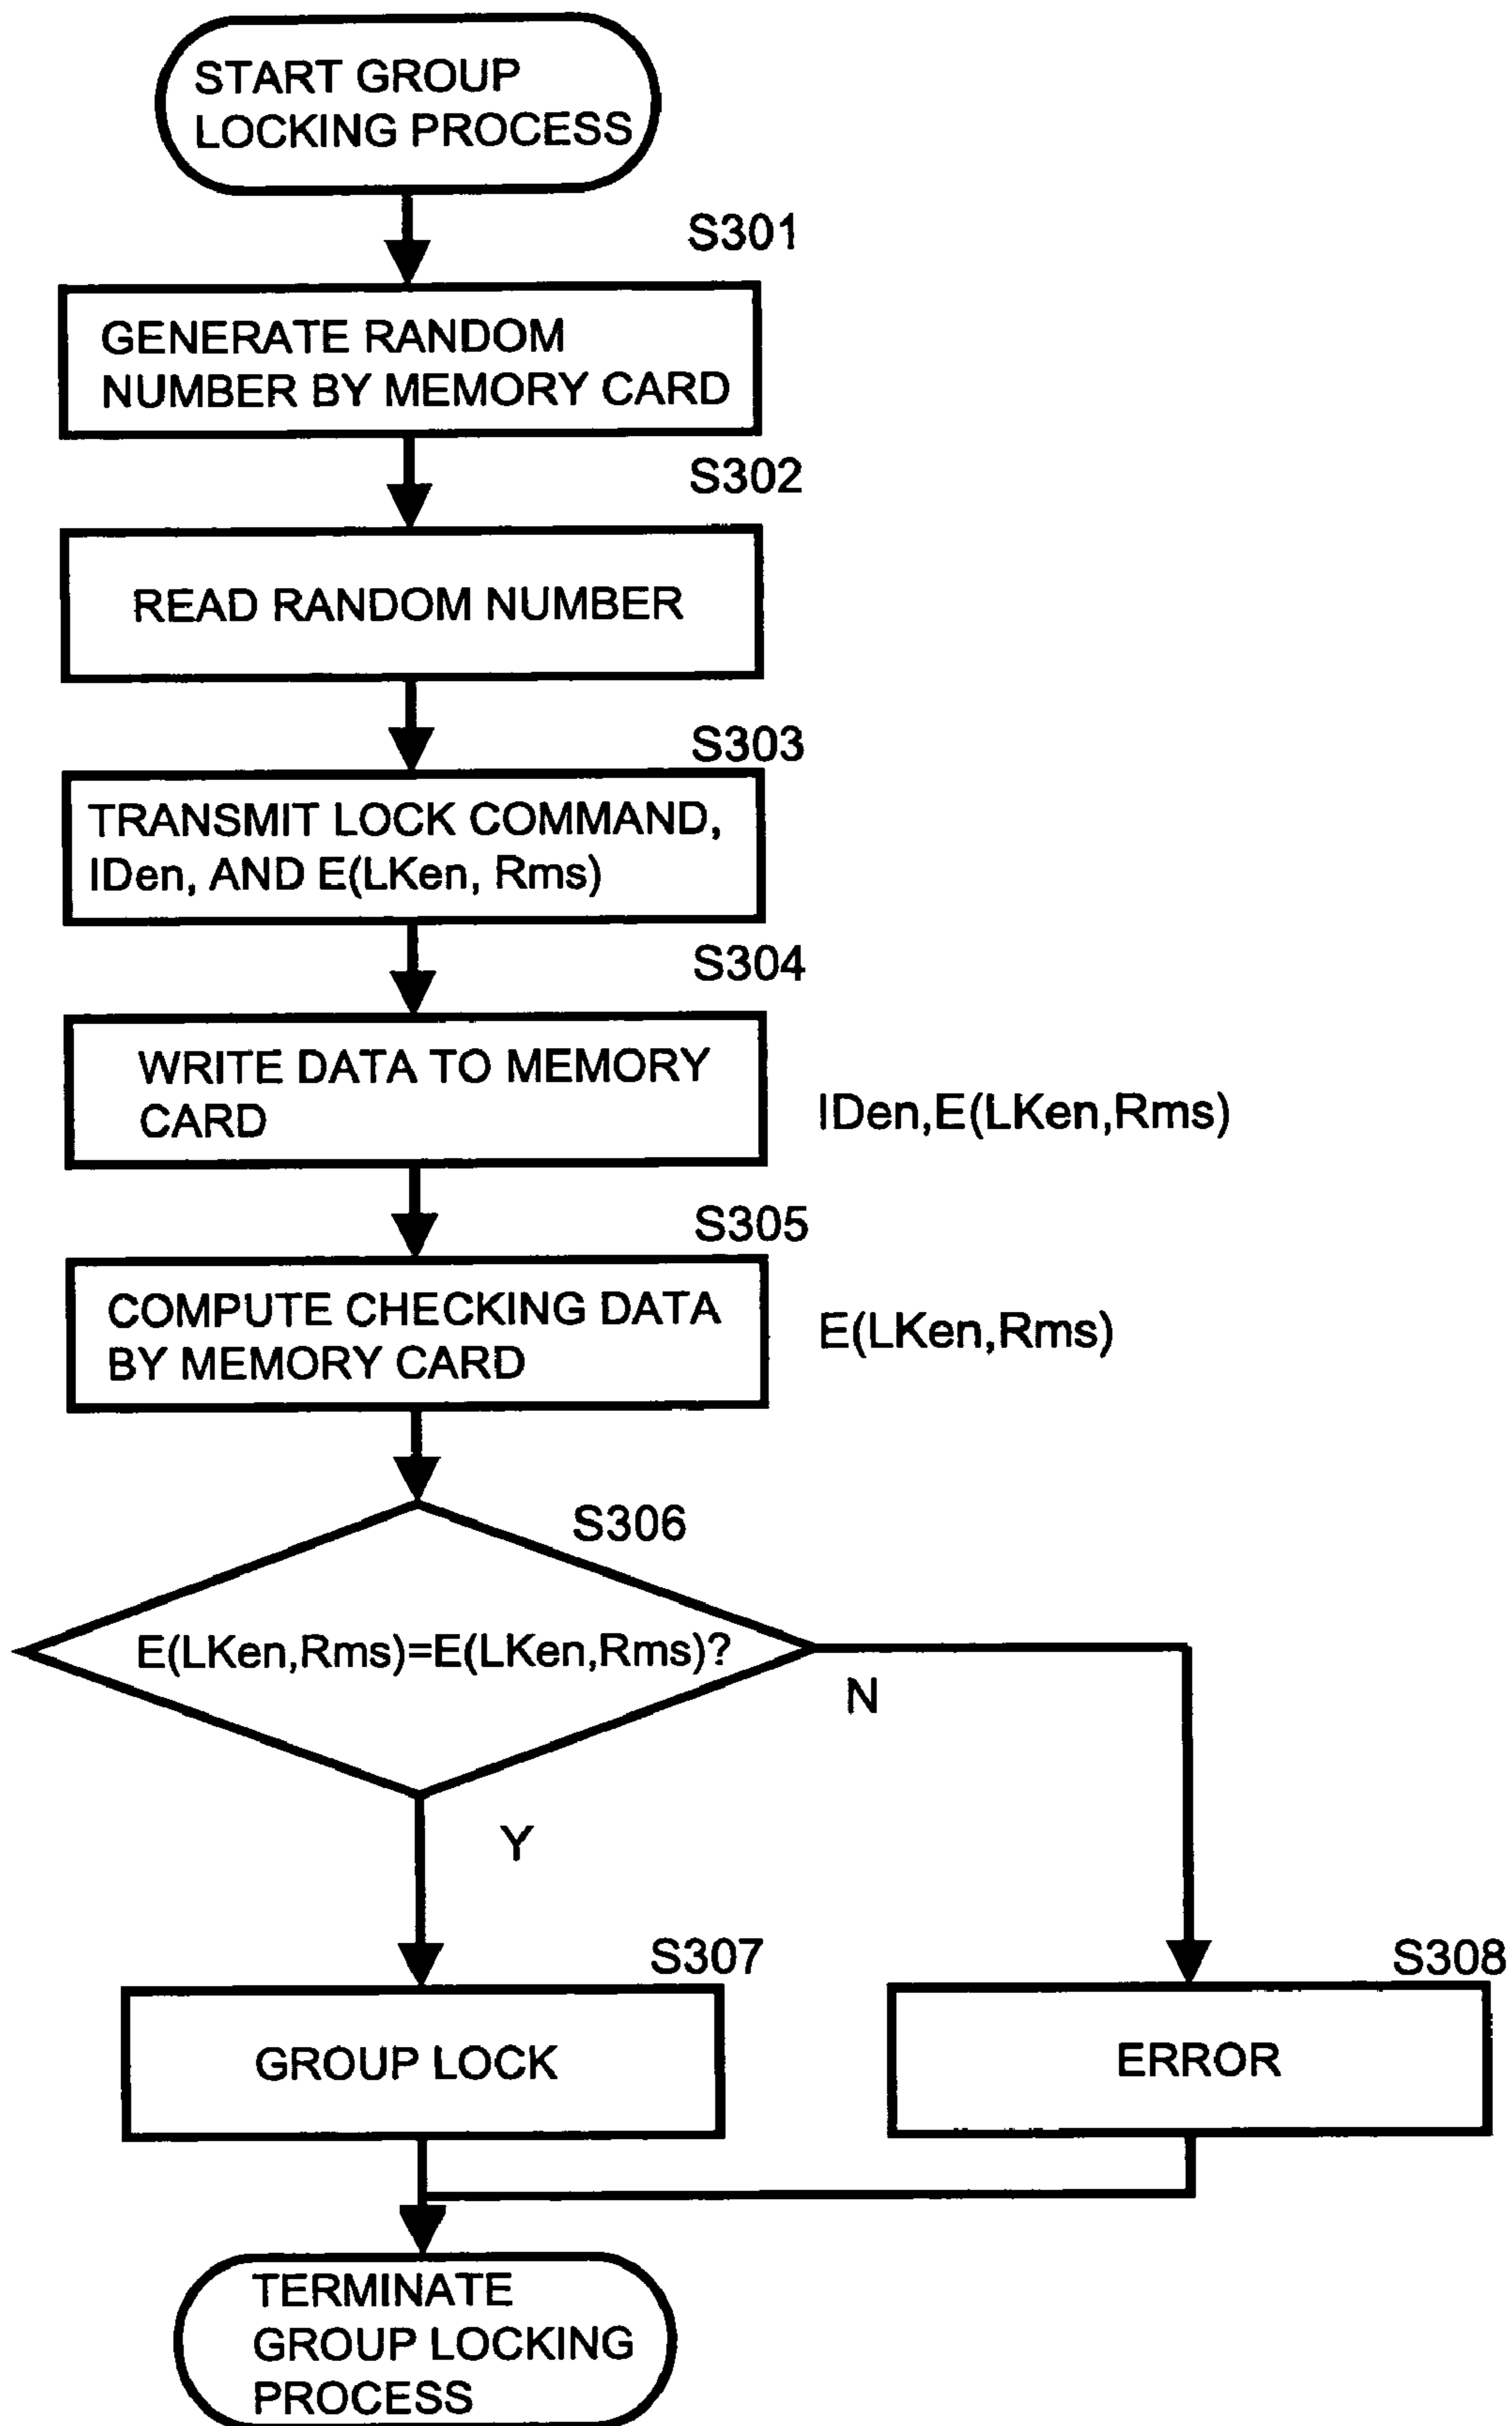 START GROUP
LOCKING PROCESS
S301
GENERATE RANDOM
NUMBER BY MEMORY CARD
S302
READ RANDOM NUMBER
S303
TRANSMIT LOCK COMMAND,
IDen, AND E(LKen, Rms)
S304
WRITE DATA TO MEMORY
CARD
IDen,E(LKen,Rms)
S305
COMPUTE CHECKING DATA
BY MEMORY CARD
E(LKen,Rms)
S306
E(LKen,Rms)=E(LKen,Rms)?
N
Y
S307
GROUP LOCK
S308
ERROR
TERMINATE
GROUP LOCKING
PROCESS